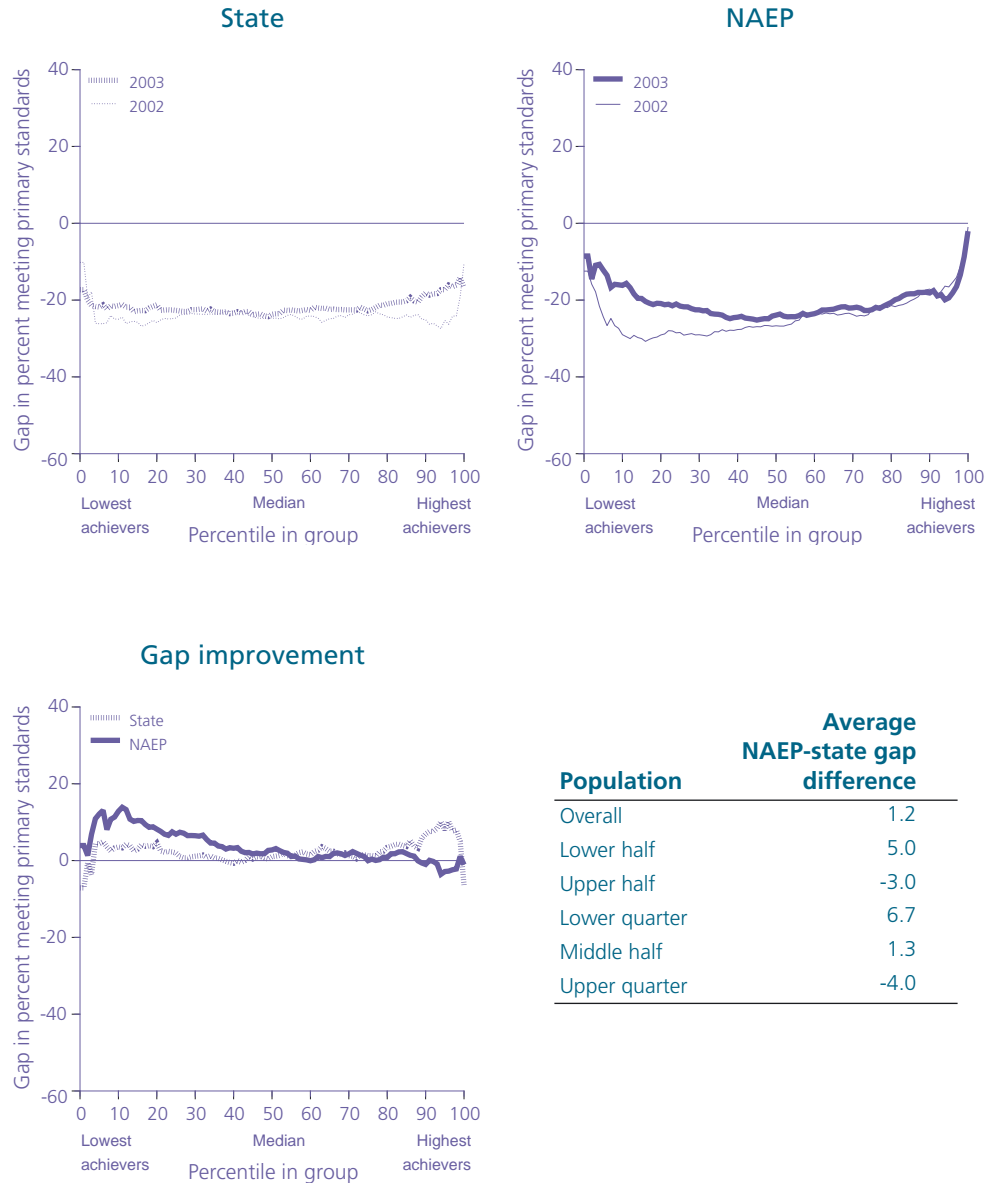 State
Gap in percent meeting primary standards
40
20
0
-20
-40
-60
2003
2002
0 10 20 30 40 50 60 70 80 90 100
Lowest achievers
Median
Highest achievers
Percentile in group
NAEP
Gap in percent meeting primary standards
40
20
0
-20
-40
-60
2003
2002
0 10 20 30 40 50 60 70 80 90 100
Lowest achievers
Median
Highest achievers
Percentile in group
Gap improvement
Gap in percent meeting primary standards
40
20
0
-20
-40
-60
State
NAEP
0 10 20 30 40 50 60 70 80 90 100
Lowest achievers
Median
Highest achievers
Percentile in group
Average
NAEP-state gap
Population difference
Overall 1.2
Lower half 5.0
Upper half -3.0
Lower quarter 6.7
Middle half 1.3
Upper quarter -4.0